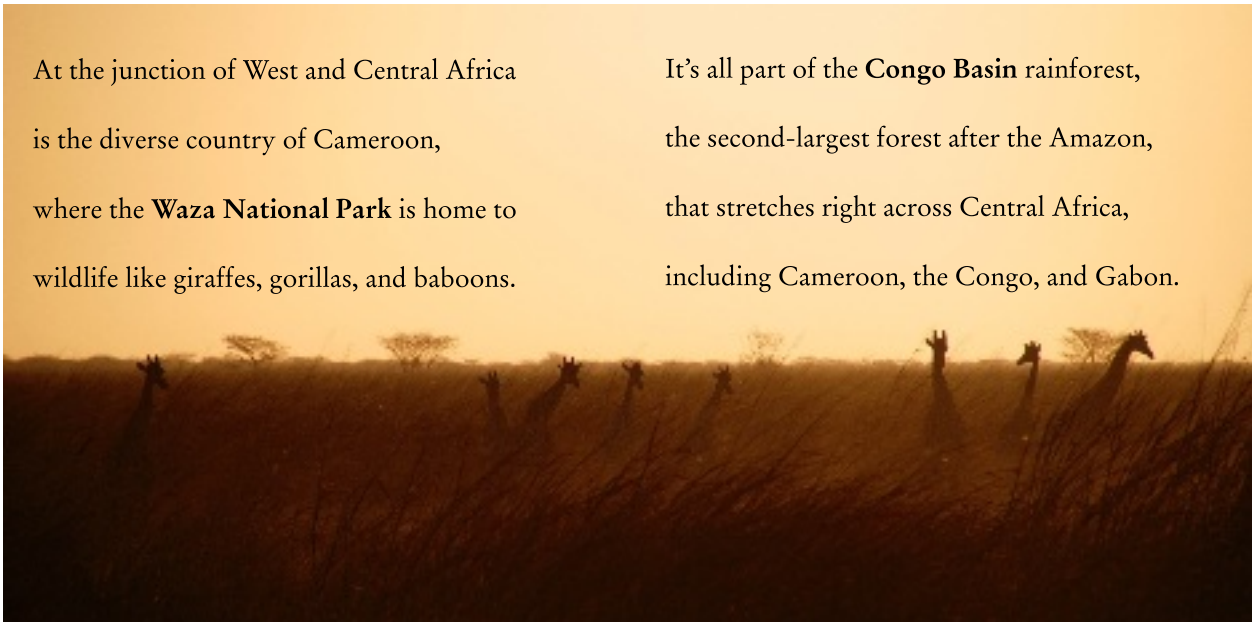 At the junction of West and Central Africa
is the diverse country of Cameroon,
where the Waza National Park is home to
wildlife like giraffes, gorillas, and baboons.
It’s all part of the Congo Basin rainforest,
the second-largest forest after the Amazon,
that stretches right across Central Africa,
including Cameroon, the Congo, and Gabon.